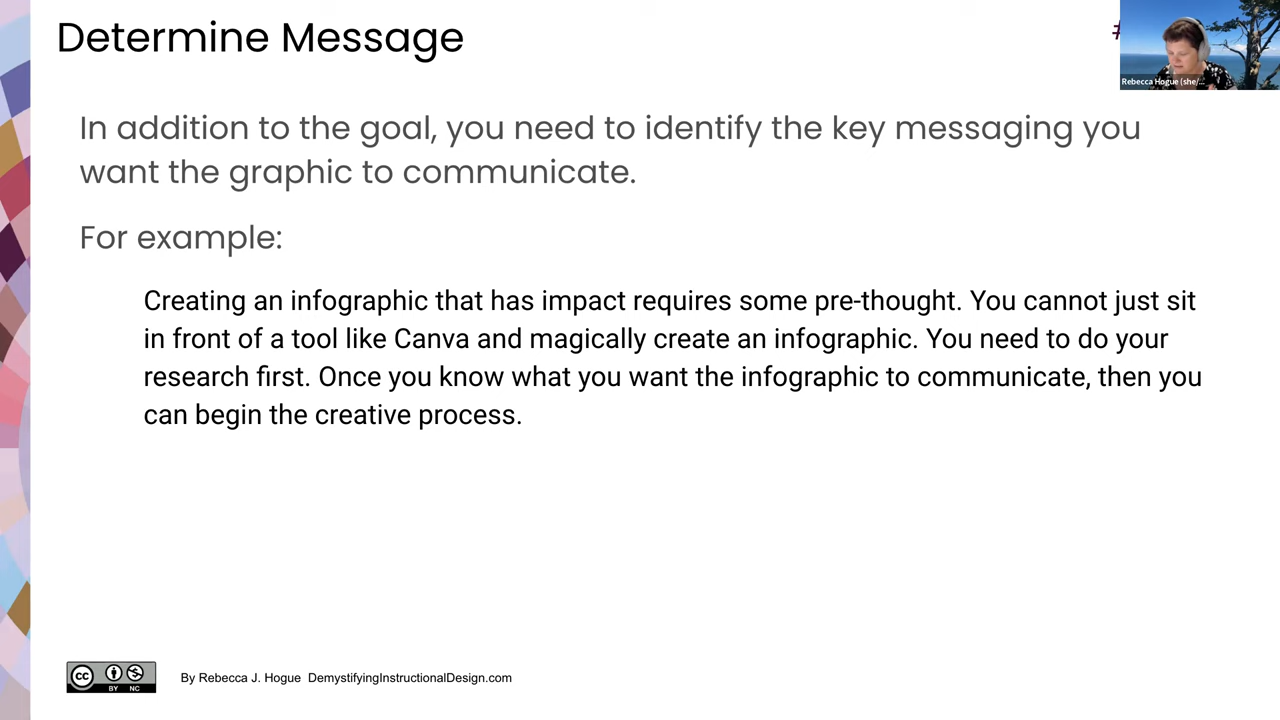 Determine Message
#
Rebecca Hogue (she/...
In addition to the goal, you need to identify the key messaging you
want the graphic to communicate.
For example:
Creating an infographic that has impact requires some pre-thought. You cannot just sit
in front of a tool like Canva and magically create an infographic. You need to do your
research first. Once you know what you want the infographic to communicate, then you
can begin the creative process.
cc
BY NC
By Rebecca J. Hogue DemystifyingInstructionalDesign.com